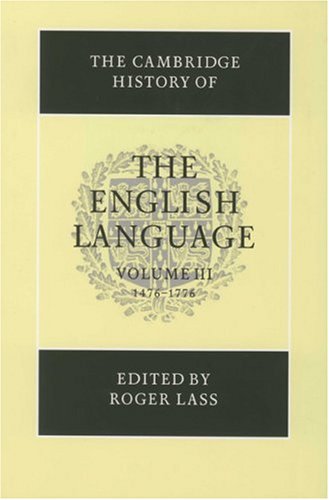 THE CAMBRIDGE
HISTORY OF
THE
ENGLISH
LANGUAGE
VOLUME III
1476–1776
EDITED BY
ROGER LASS